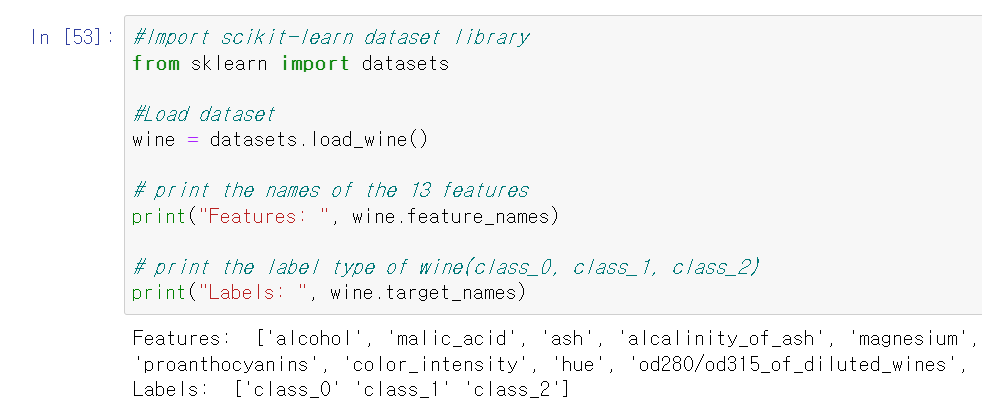 In [53]: #Import scikit-learn dataset library
from sklearn import datasets
#Load dataset
wine = datasets.load_wine()
# print the names of the 13 features
print("Features: ", wine.feature_names)
# print the label type of wine(class_0, class_1, class_2)
print("Labels: ", wine.target_names)
Features:  ['alcohol', 'malic_acid', 'ash', 'alcalinity_of_ash', 'magnesium',
'proanthocyanins', 'color_intensity', 'hue', 'od280/od315_of_diluted_wines',
Labels:  ['class_0' 'class_1' 'class_2']